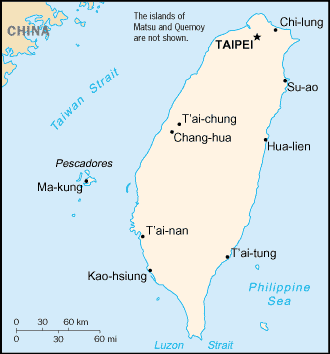 The islands of
Matsu and Quemoy
are not shown.
CHINA
Chi-lung
TAIPEI
Taiwan Strait
Su-ao
T'ai-chung
Chang-hua
Hua-lien
Pescadores
Ma-kung
T'ai-nan
T'ai-tung
Kao-hsiung
Philippine
Sea
0 30 60 km
0 30 60 mi
Luzon Strait